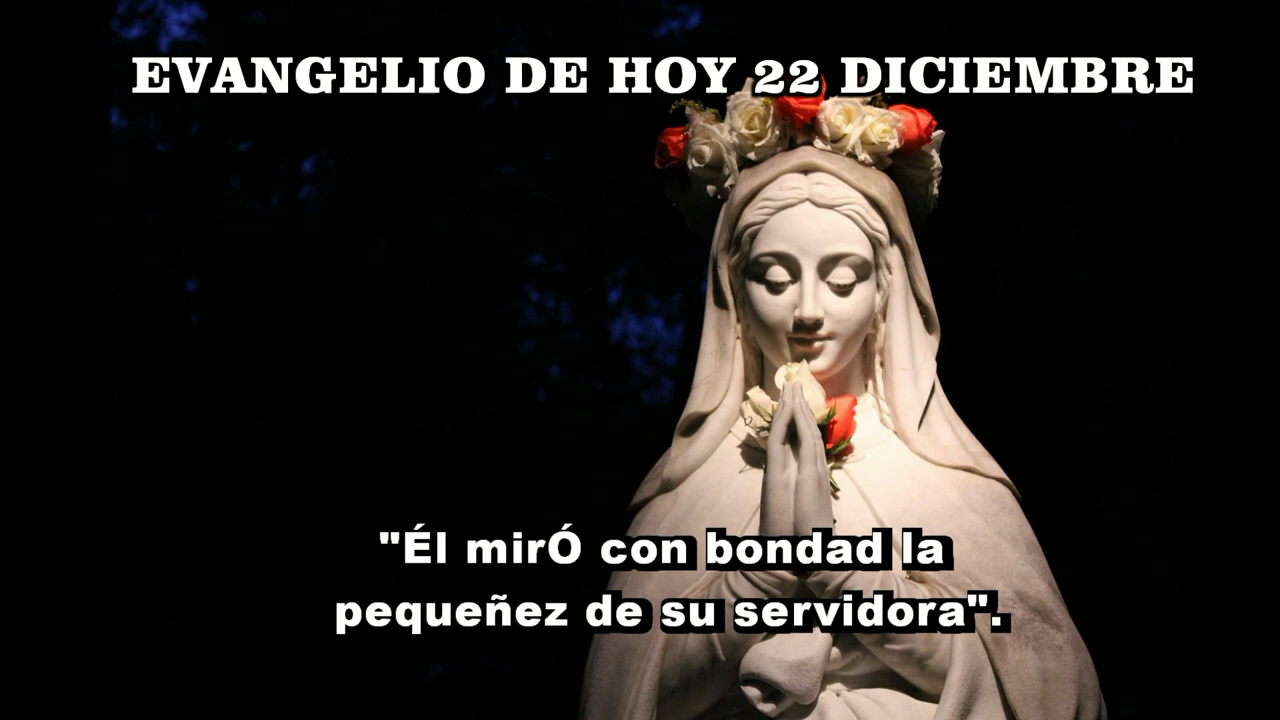 EVANGELIO DE HOY 22 DICIEMBRE
"Él mirÓ con bondad la
pequeñez de su servidora".